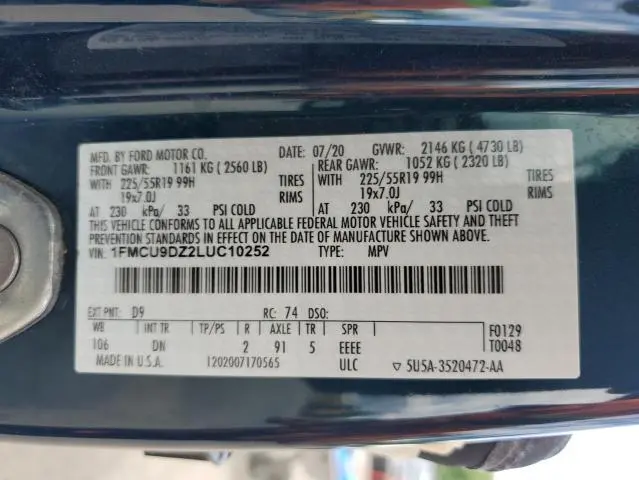 MFD. BY FORD MOTOR CO. DATE: 07/20 GVWR: 2146 KG ( 4730 LB)
FRONT GAWR: 1161 KG ( 2560 LB) REAR GAWR: 1052 KG ( 2320 LB)
WITH 225/55R19 99H TIRES WITH 225/55R19 99H TIRES
19x7.0J RIMS 19x7.0J RIMS
AT 230 kPa/ 33 PSI COLD AT 230 kPa/ 33 PSI COLD
THIS VEHICLE CONFORMS TO ALL APPLICABLE FEDERAL MOTOR VEHICLE SAFETY AND THEFT
PREVENTION STANDARDS IN EFFECT ON THE DATE OF MANUFACTURE SHOWN ABOVE.
VIN: 1FMCU9DZ2LUC10252 TYPE: MPV
EXT PNT: D9 RC: 74 DSO:
WB INT TR TP/PS R AXLE TR SPR F0129
106 DN 2 91 5 EEEE T0048
MADE IN U.S.A. 1202007170565 ULC ▽ 5U5A-3520472-AA